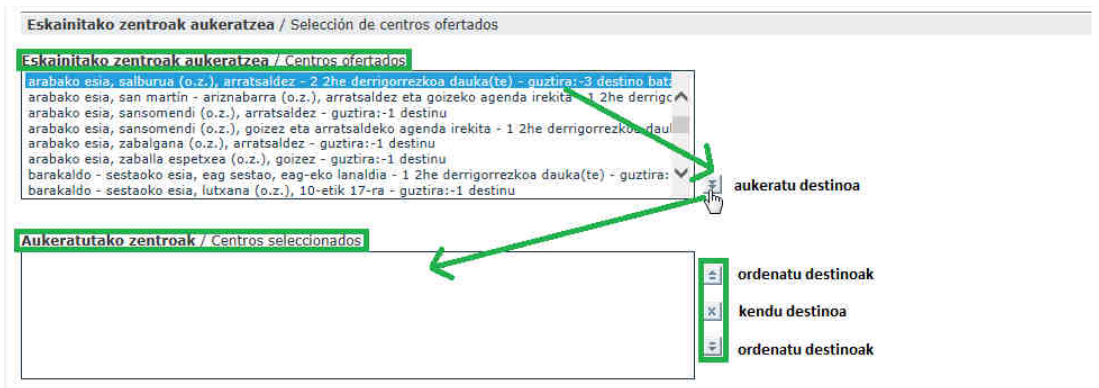 Eskainitako zentroak aukeratzea / Selección de centros ofertados
Eskainitako zentroak aukeratzea / Centros ofertados
arabako esia, salburua (o.z.), arratsaldez - 2 2he derrigorrezkoa dauka(te) - guztira:-3 destino bat
arabako esia, san martín - ariznabarra (o.z.), arratsaldez eta goizeko agenda irekita - 1 2he derrigo
arabako esia, sansomendi (o.z.), arratsaldez - guztira:-1 destinu
arabako esia, sansomendi (o.z.), goizez eta arratsaldeko agenda irekita - 1 2he derrigorrezkoa dau
arabako esia, zabalgana (o.z.), arratsaldez - guztira:-1 destinu
arabako esia, zaballa espetxea (o.z.), goizez - guztira:-1 destinu
barakaldo - sestaoko esia, eag sestao, eag-eko lanaldia - 1 2he derrigorrezkoa dauka(te) - guztira:
barakaldo - sestaoko esia, lutxana (o.z.), 10-etik 17-ra - guztira:-1 destinu
aukeratu destinoa
Aukeratutako zentroak / Centros seleccionados
ordenatu destinoak
kendu destinoa
ordenatu destinoak